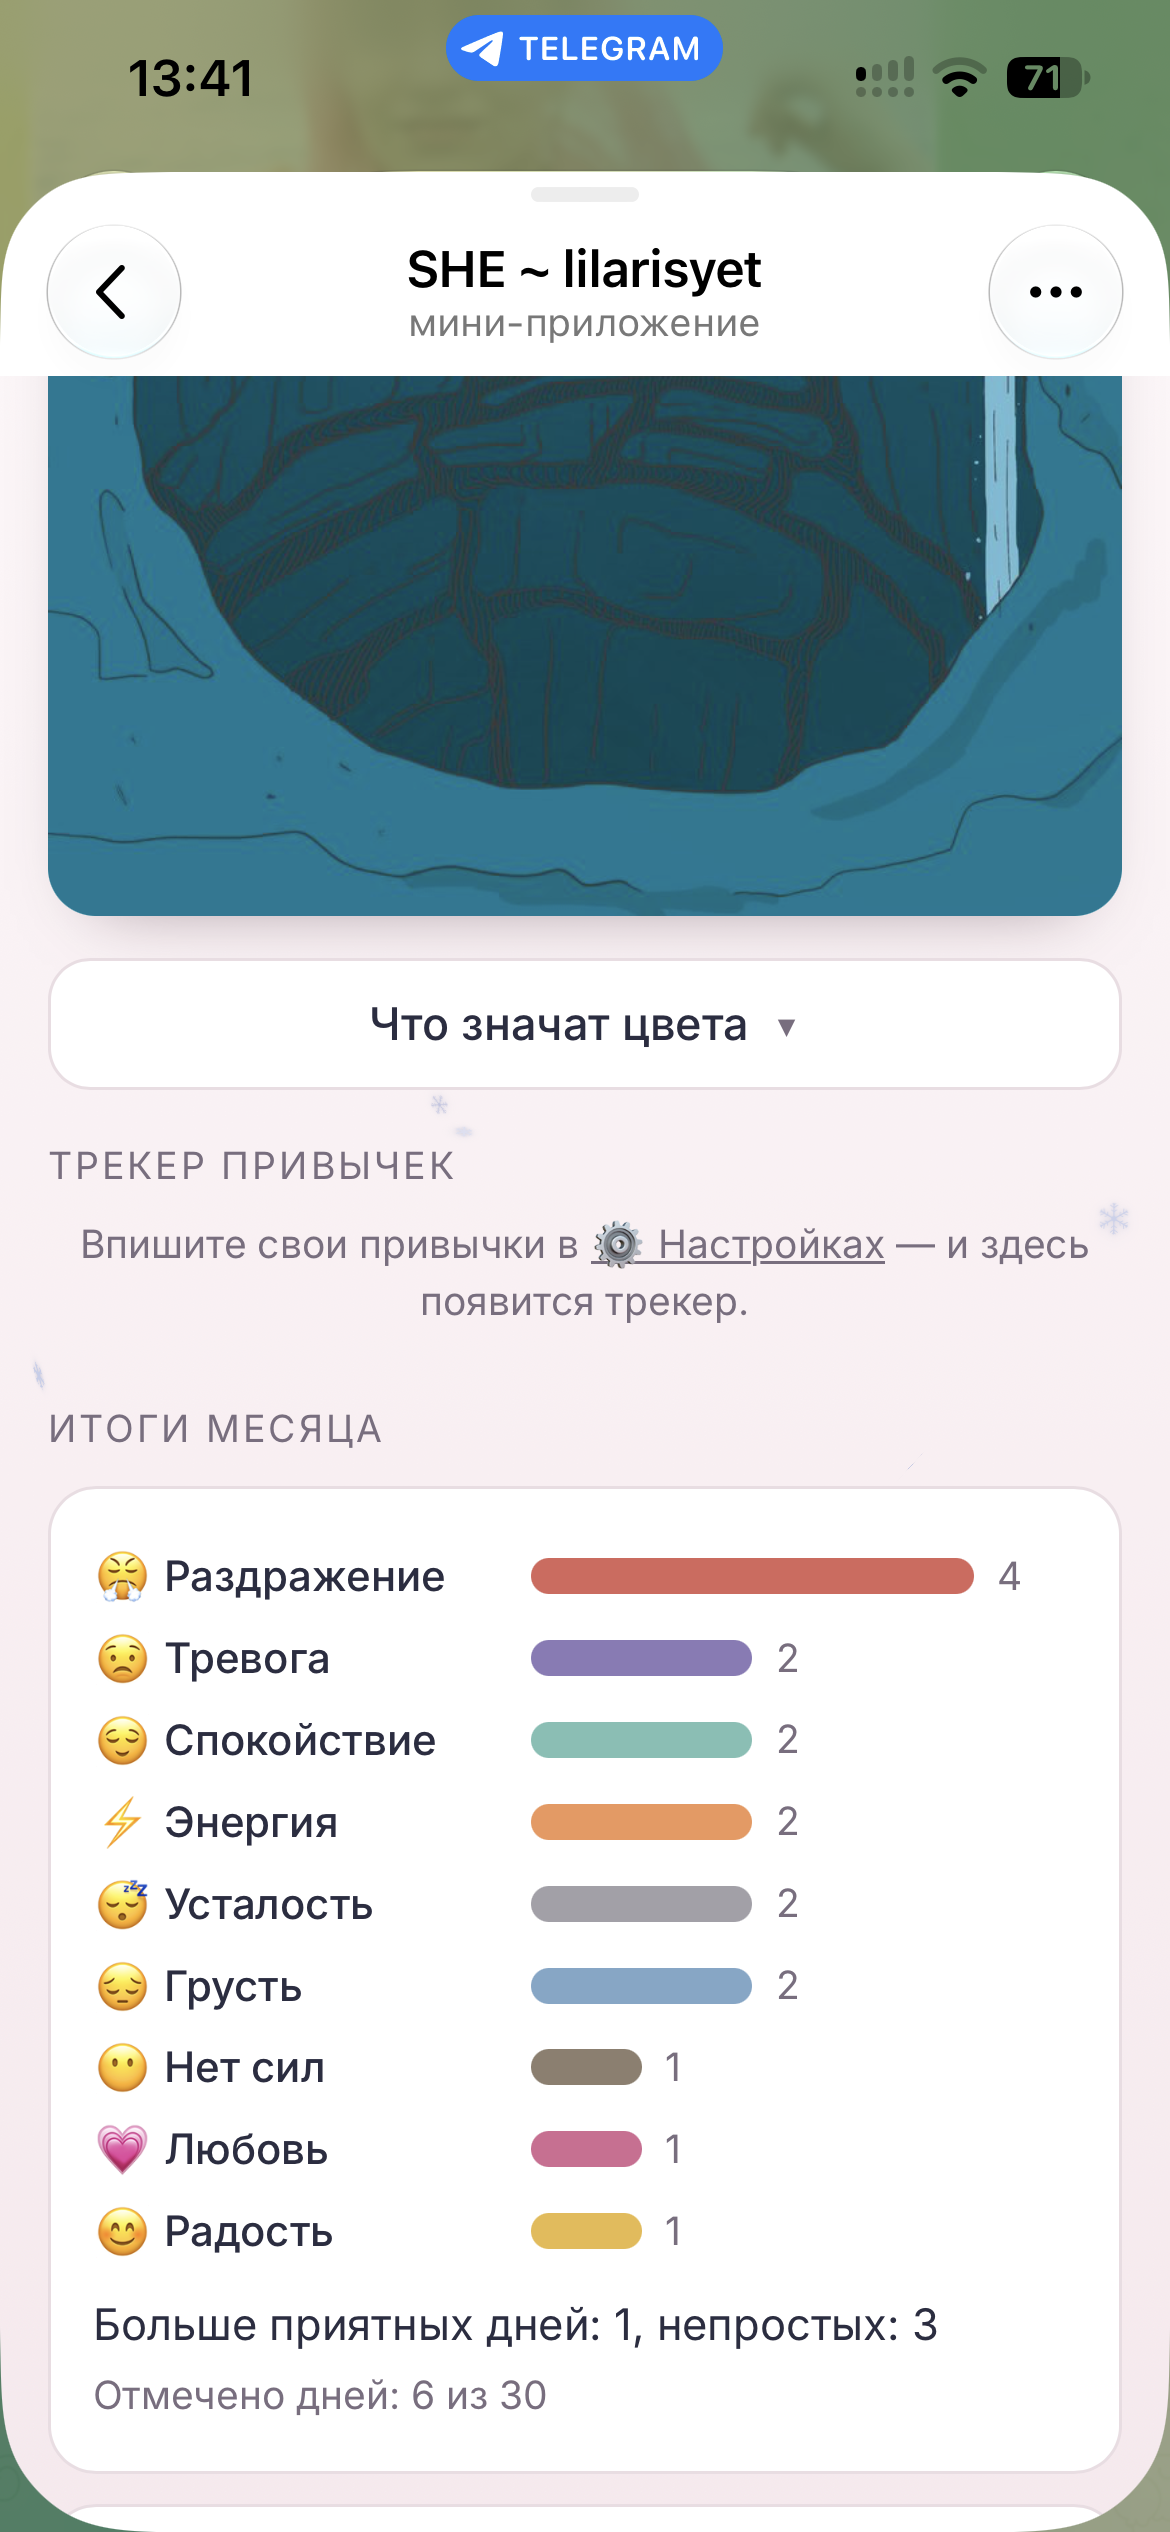 13:41
TELEGRAM
71
SHE ~ lilarisyet
мини-приложение
Что значат цвета ▼
ТРЕКЕР ПРИВЫЧЕК
Впишите свои привычки в ⚙️ Настройках — и здесь
появится трекер.
ИТОГИ МЕСЯЦА
😤 Раздражение 4
😟 Тревога 2
😌 Спокойствие 2
⚡ Энергия 2
😴 Усталость 2
😔 Грусть 2
😶 Нет сил 1
💗 Любовь 1
😊 Радость 1
Больше приятных дней: 1, непростых: 3
Отмечено дней: 6 из 30